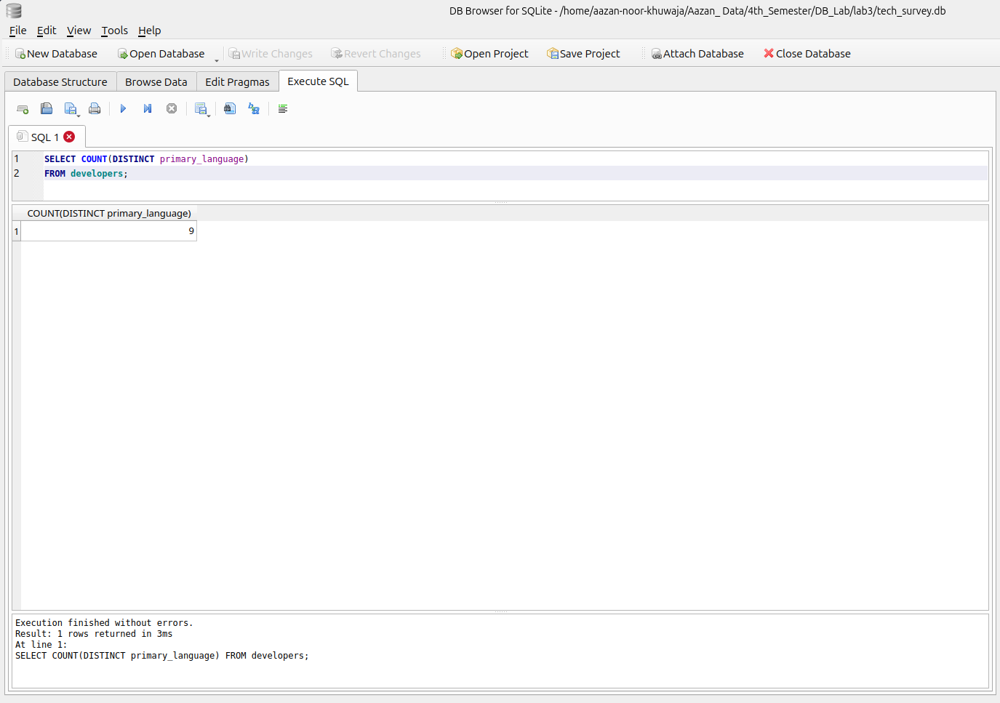 DB Browser for SQLite - /home/aazan-noor-khuwaja/Aazan_ Data/4th_Semester/DB_Lab/lab3/tech_survey.db
File Edit View Tools Help
New Database Open Database Write Changes Revert Changes Open Project Save Project Attach Database Close Database
Database Structure Browse Data Edit Pragmas Execute SQL
SQL 1
1 SELECT COUNT(DISTINCT primary_language)
2 FROM developers;
COUNT(DISTINCT primary_language)
1 9
Execution finished without errors.
Result: 1 rows returned in 3ms
At line 1:
SELECT COUNT(DISTINCT primary_language) FROM developers;